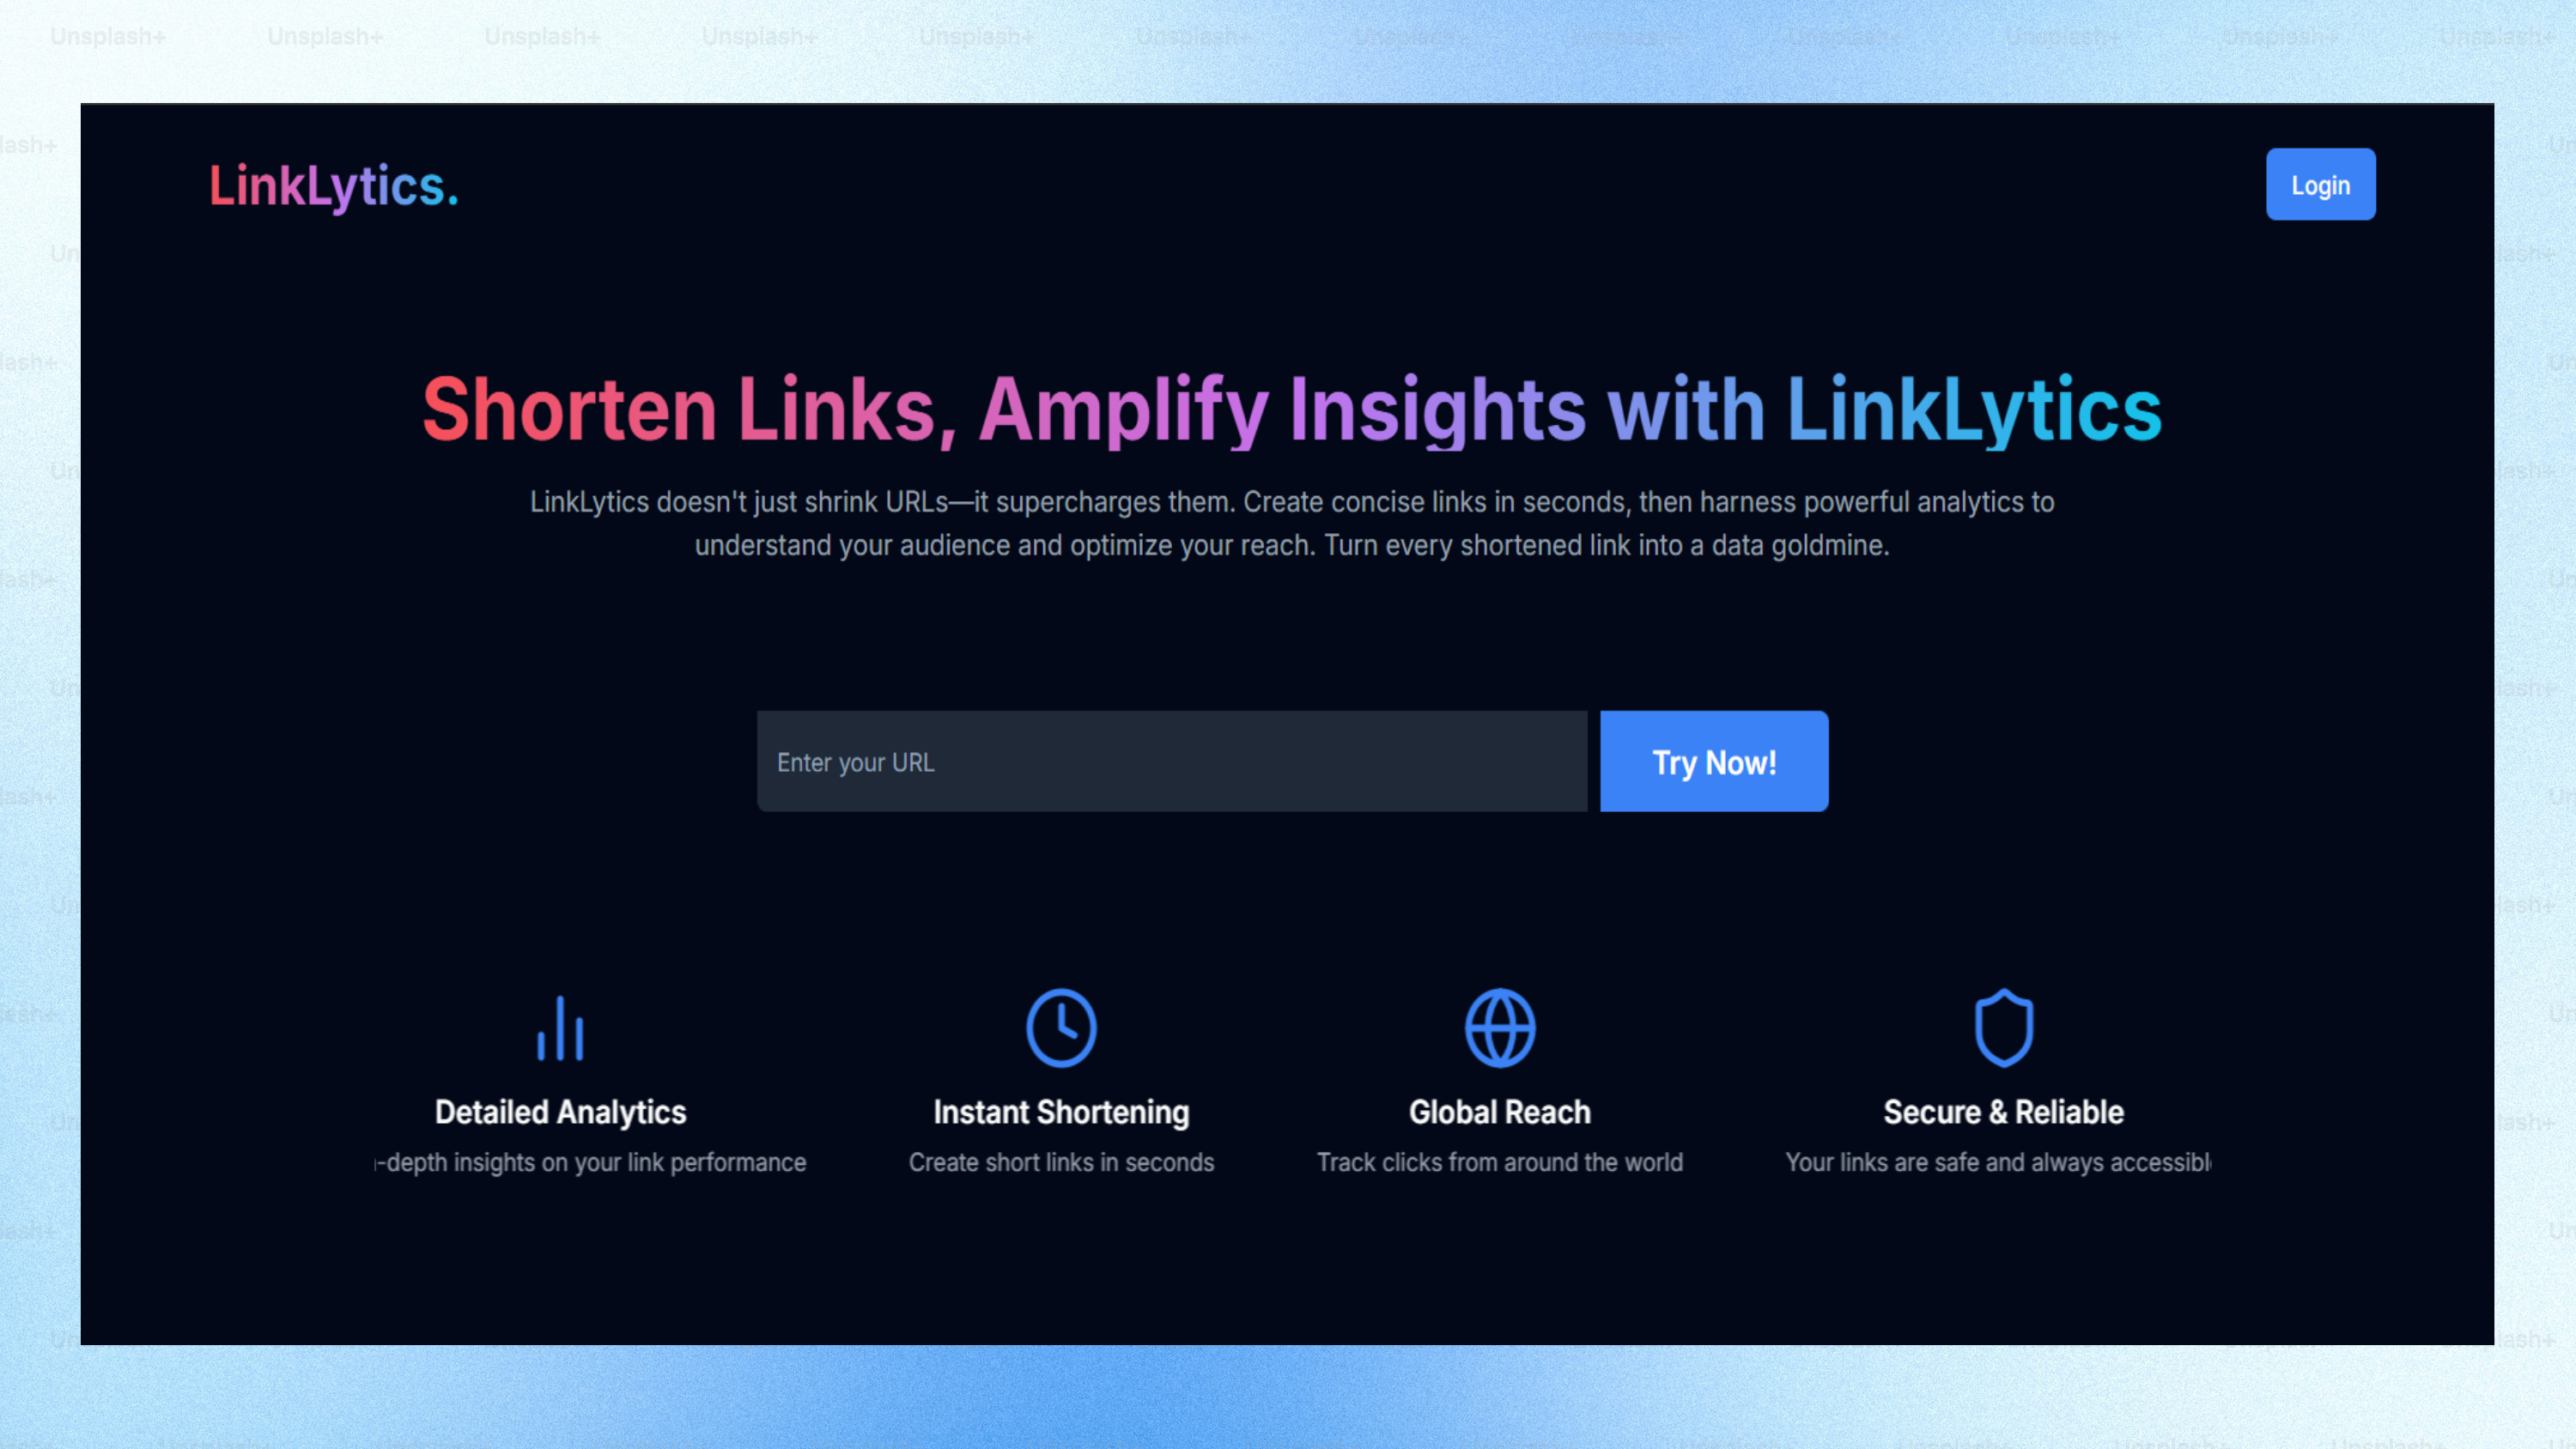 Unsplash+ Unsplash+ Unsplash+ Unsplash+ Unsplash+ Unsplash+ Unsplash+ Unsplash+ Unsplash+ Unsplash+ Unsplash+ Unsplash+
LinkLytics.
Login
Shorten Links, Amplify Insights with LinkLytics
LinkLytics doesn't just shrink URLs—it supercharges them. Create concise links in seconds, then harness powerful analytics to
understand your audience and optimize your reach. Turn every shortened link into a data goldmine.
Enter your URL
Try Now!
Detailed Analytics
-depth insights on your link performance
Instant Shortening
Create short links in seconds
Global Reach
Track clicks from around the world
Secure & Reliable
Your links are safe and always accessibl